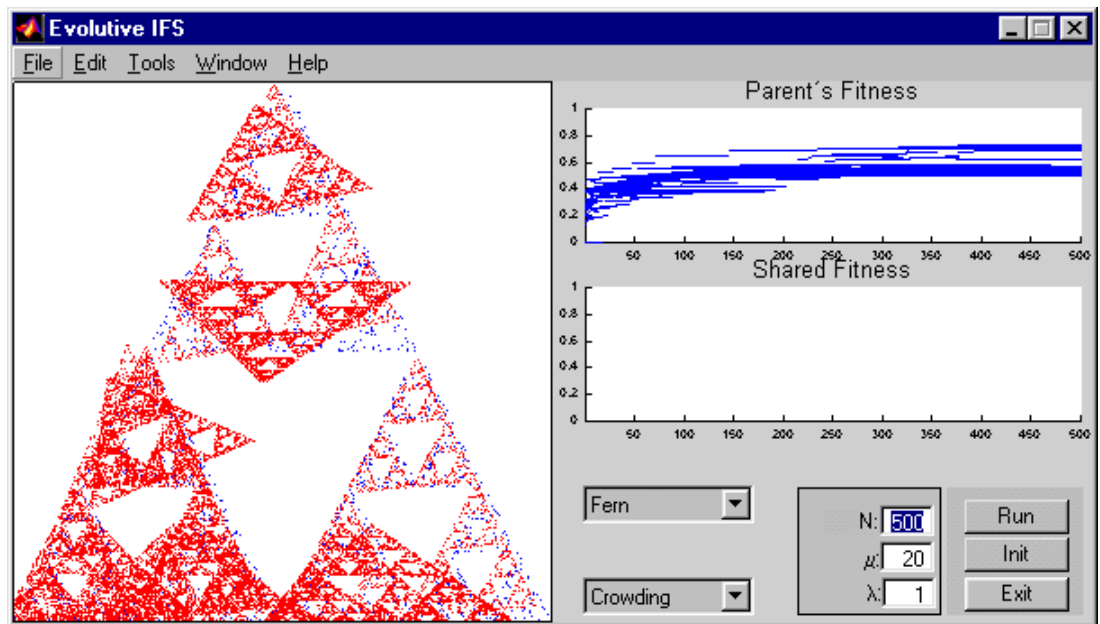 Evolutive IFS
File Edit Tools Window Help
Parent´s Fitness
1
0.8
0.6
0.4
0.2
0
50 100 150 200 250 300 350 400 450 500
Shared Fitness
1
0.8
0.6
0.4
0.2
0
50 100 150 200 250 300 350 400 450 500
Fern
Crowding
N: 500
μ: 20
λ: 1
Run
Init
Exit